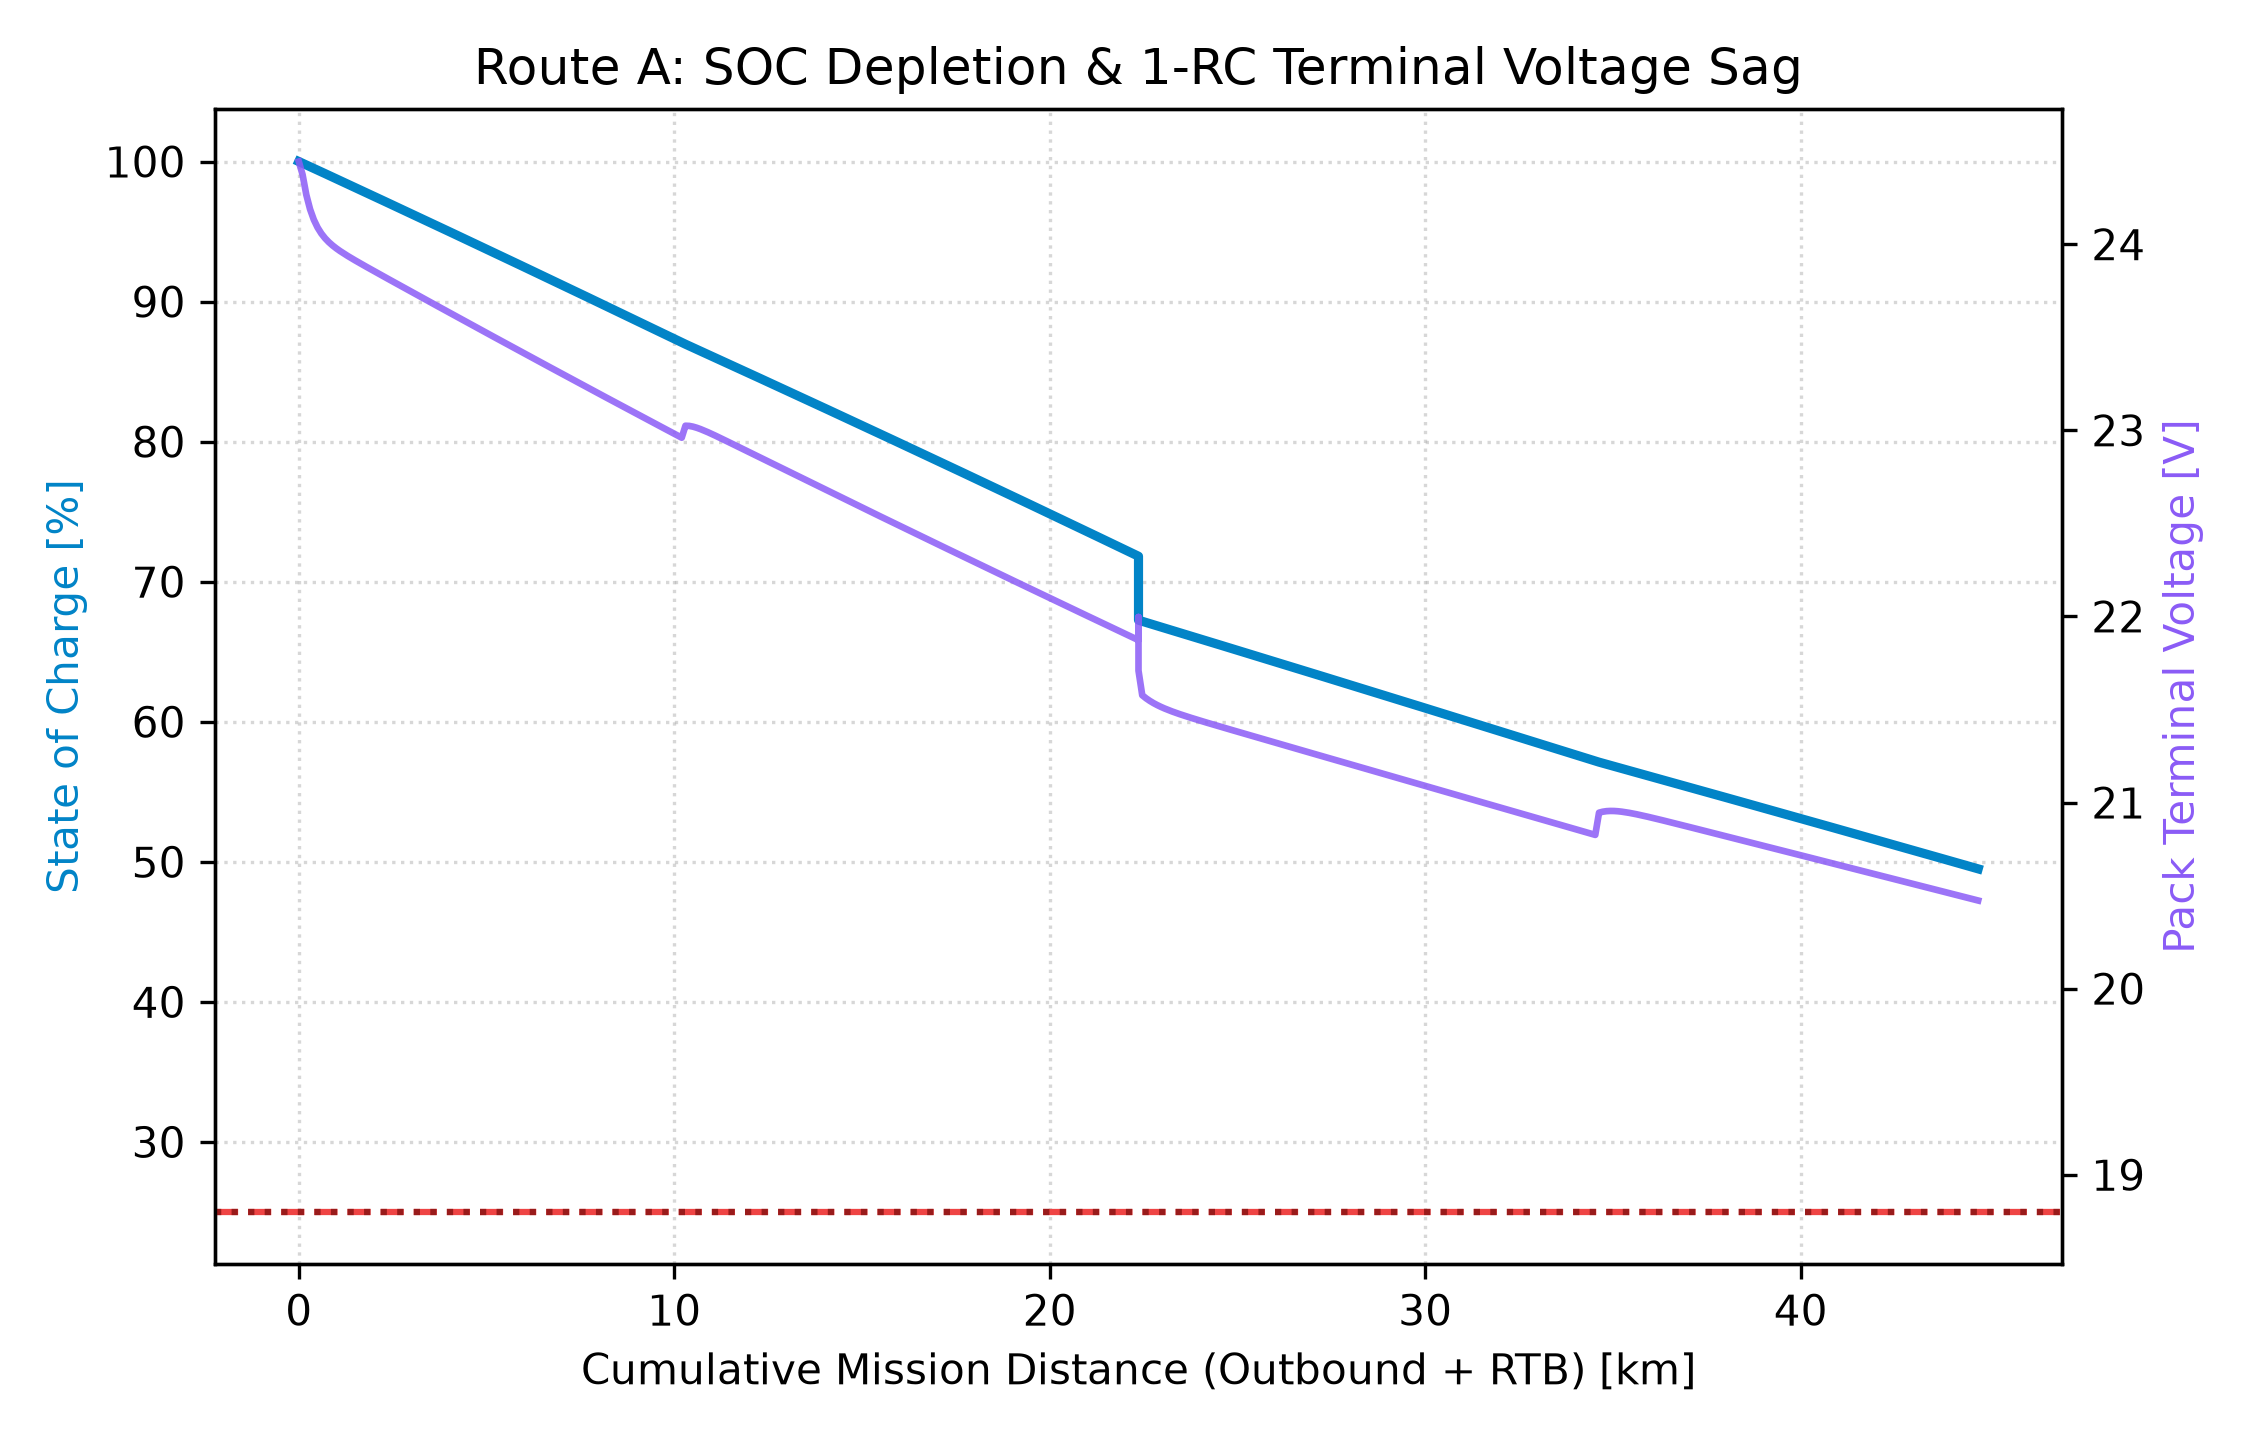 Route A: SOC Depletion & 1-RC Terminal Voltage Sag
State of Charge [%]
100
90
80
70
60
50
40
30
24
23
22
21
20
19
Pack Terminal Voltage [V]
0 10 20 30 40
Cumulative Mission Distance (Outbound + RTB) [km]